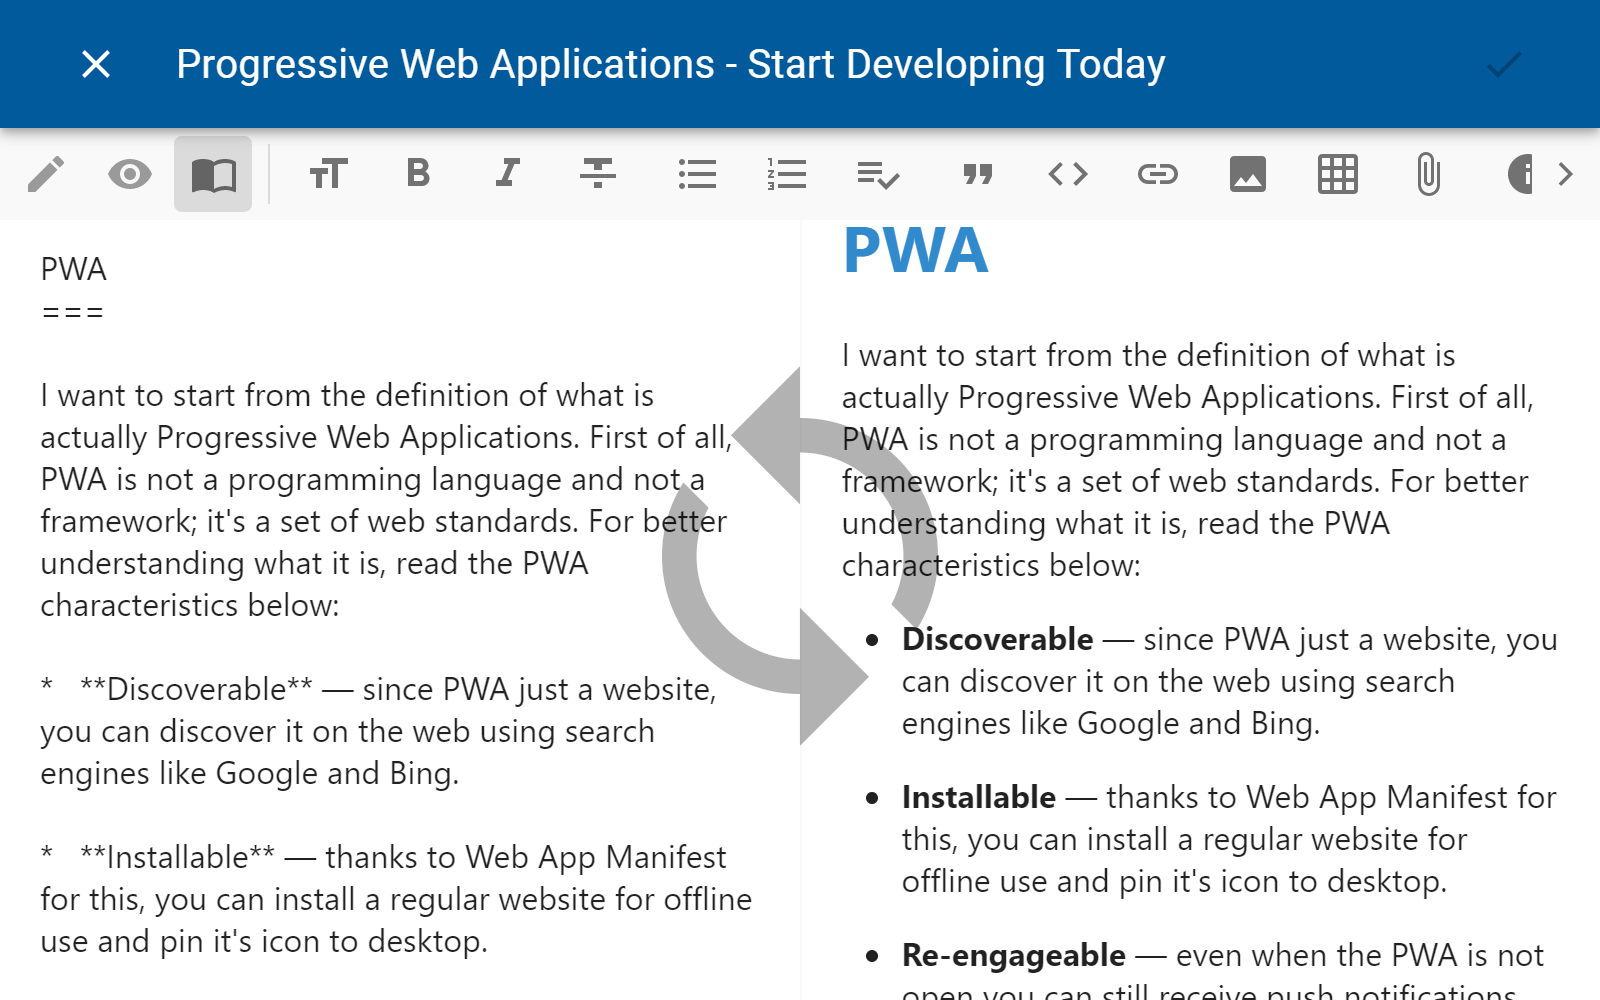 Progressive Web Applications - Start Developing Today
PWA
===
I want to start from the definition of what is
actually Progressive Web Applications. First of all,
PWA is not a programming language and not a
framework; it's a set of web standards. For better
understanding what it is, read the PWA
characteristics below:
* **Discoverable** — since PWA just a website,
you can discover it on the web using search
engines like Google and Bing.
* **Installable** — thanks to Web App Manifest
for this, you can install a regular website for offline
use and pin it's icon to desktop.
PWA
I want to start from the definition of what is
actually Progressive Web Applications. First of all,
PWA is not a programming language and not a
framework; it's a set of web standards. For better
understanding what it is, read the PWA
characteristics below:
• Discoverable — since PWA just a website, you
can discover it on the web using search
engines like Google and Bing.
• Installable — thanks to Web App Manifest for
this, you can install a regular website for
offline use and pin it's icon to desktop.
• Re-engageable — even when the PWA is not
open you can still receive push notifications